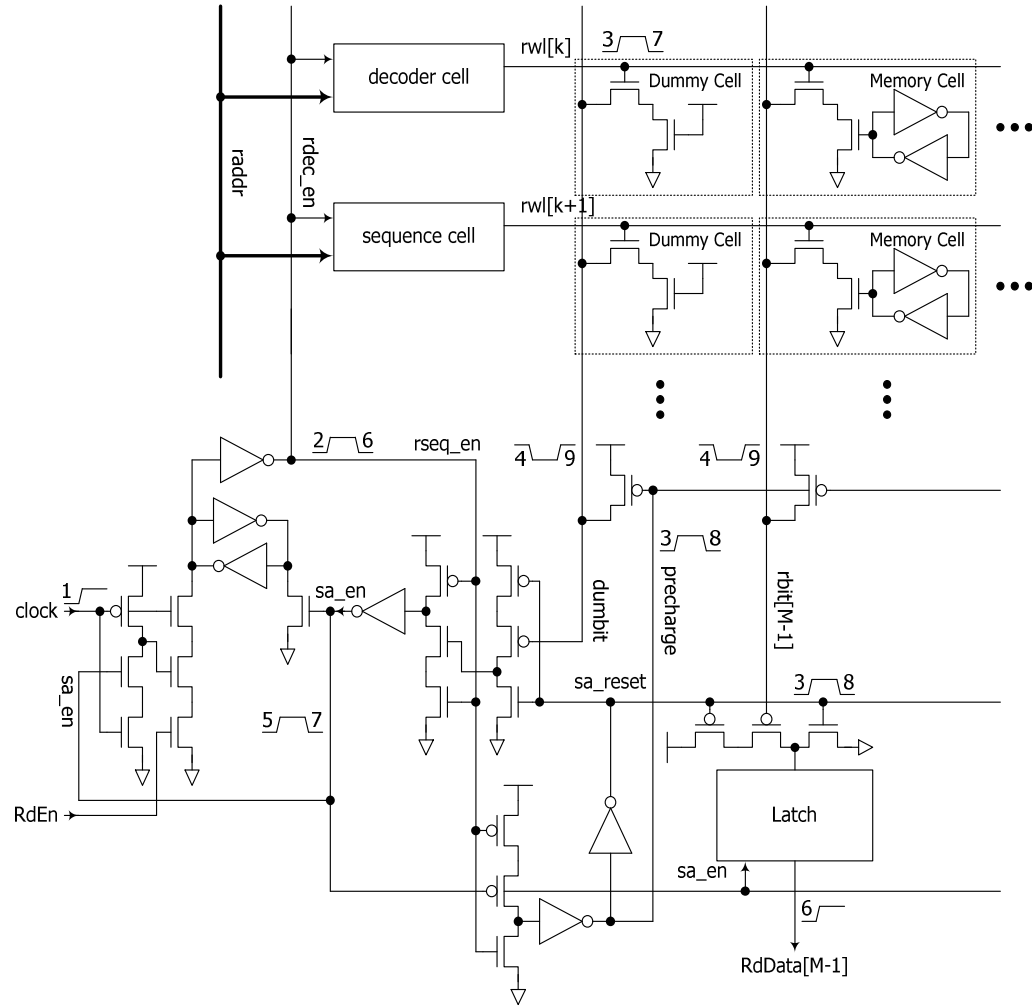 rwl[k]
3 7
decoder cell
Dummy Cell
Memory Cell
raddr
rdec_en
rwl[k+1]
sequence cell
Dummy Cell
Memory Cell
2 6
rseq_en
4 9
4 9
3 8
1
clock
sa_en
dumbit
precharge
rbit[M-1]
sa_en
sa_reset
3 8
5 7
RdEn
Latch
sa_en
6
RdData[M-1]